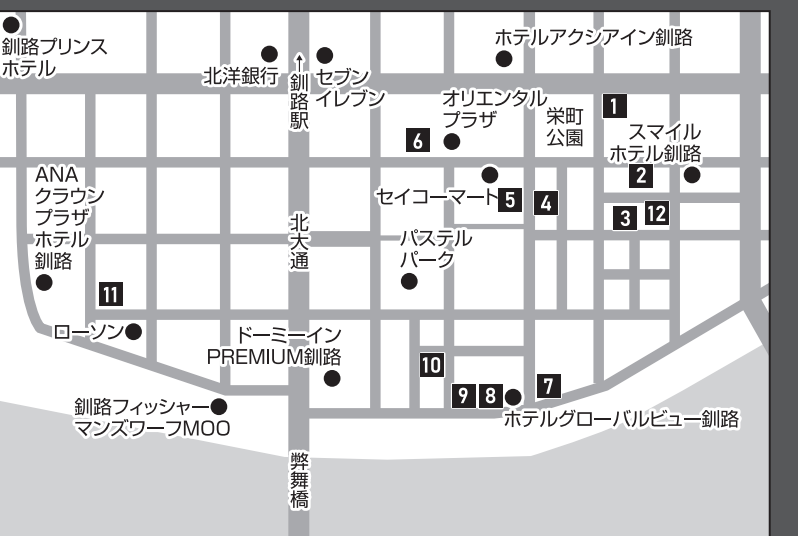 釧路プリンス
ホテル
北洋銀行
↑釧路駅
セブン
イレブン
ホテルアクシアイン釧路
オリエンタル
プラザ
栄町
公園
1
6
スマイル
ホテル釧路
2
ANA
クラウン
プラザ
ホテル
釧路
セイコーマート
5
4
3
12
北大通
パステル
パーク
11
ローソン
ドーミーイン
PREMIUM釧路
10
9
8
7
釧路フィッシャー
マンズワーフMOO
ホテルグローバルビュー釧路
弊舞橋